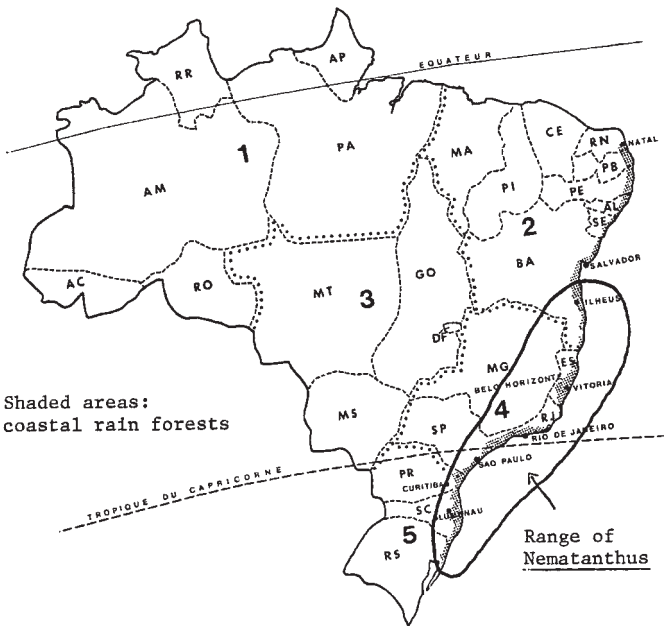 AP
EQUATEUR
RR
CE
RN
NATAL
1
PA
MA
PB
PI
PE
AM
AL
SE
2
GO
BA
SALVADOR
AC
RO
MT
3
ILHEUS
DF
MG
ES
BELO HORIZONTE
VITORIA
Shaded areas:
coastal rain forests
MS
4
RJ
SP
RIO DE JANEIRO
SAO PAULO
TROPIQUE DU CAPRICORNE
PR
CURITIBA
SC
5
RS
Range of
Nematanthus